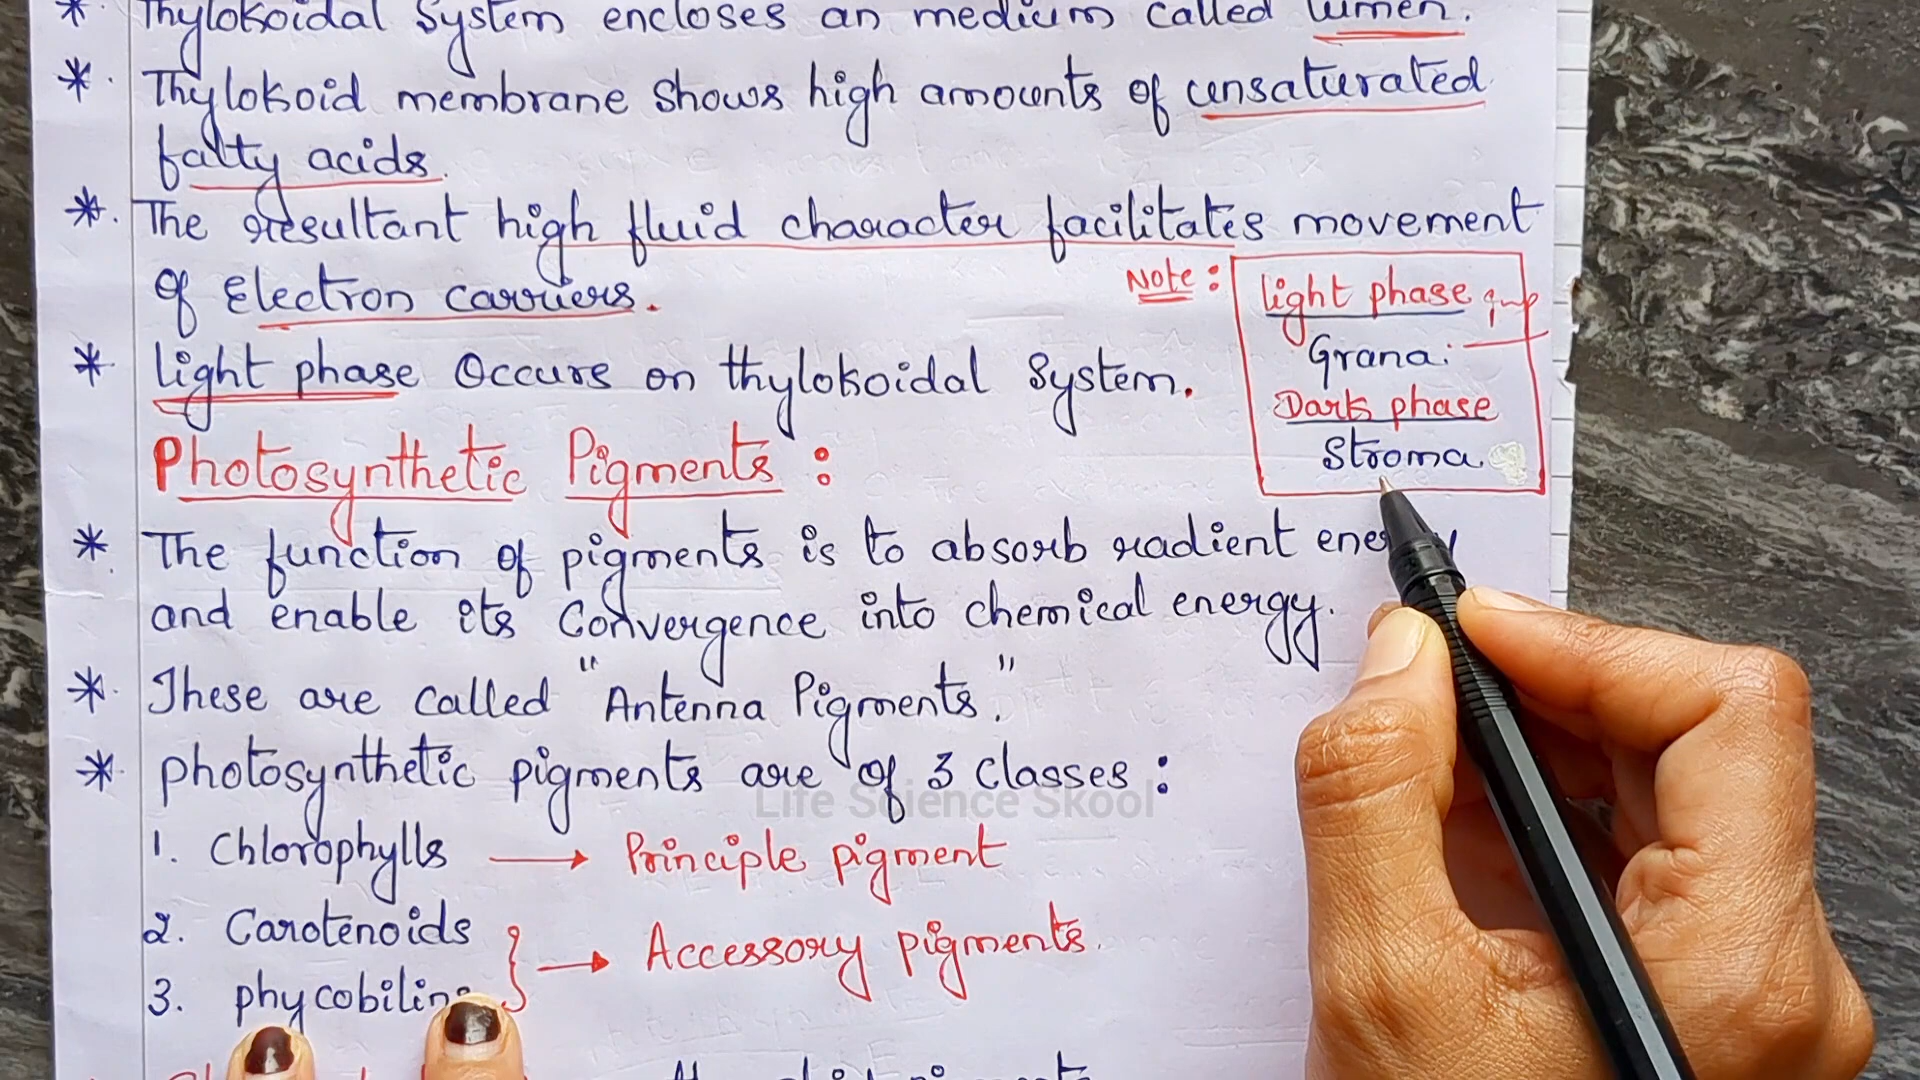 * Thylokoidal System encloses an medium called lumen.
* Thylokoid membrane shows high amounts of unsaturated
fatty acids.
* The resultant high fluid character facilitates movement
of Electron carriers.
Note :
light phase
Grana.
Dark phase
Stroma.
* light phase Occurs on thylokoidal System.
Photosynthetic Pigments :
* The function of pigments is to absorb radient
and enable its Convergence into chemical energy.
* These are called "Antenna Pigments."
* photosynthetic pigments are of 3 classes :
Life Science Skool
1. Chlorophylls → Principle pigment
2. Carotenoids
3. } → Accessory pigments.